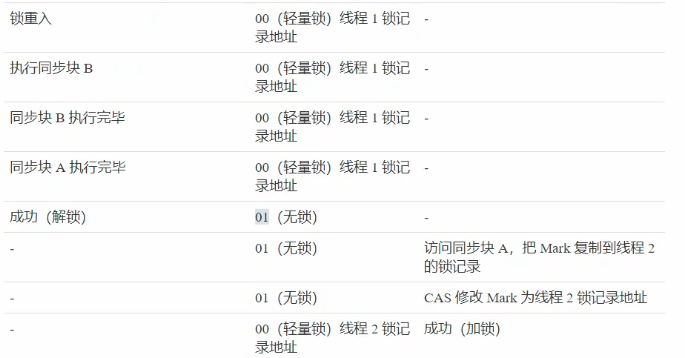 锁重入 00（轻量锁）线程 1 锁记 -
录地址
执行同步块 B 00（轻量锁）线程 1 锁记 -
录地址
同步块 B 执行完毕 00（轻量锁）线程 1 锁记 -
录地址
同步块 A 执行完毕 00（轻量锁）线程 1 锁记 -
录地址
成功（解锁） 01（无锁） -
- 01（无锁） 访问同步块 A，把 Mark 复制到线程 2
的锁记录
- 01（无锁） CAS 修改 Mark 为线程 2 锁记录地址
- 00（轻量锁）线程 2 锁记 成功（加锁）
录地址